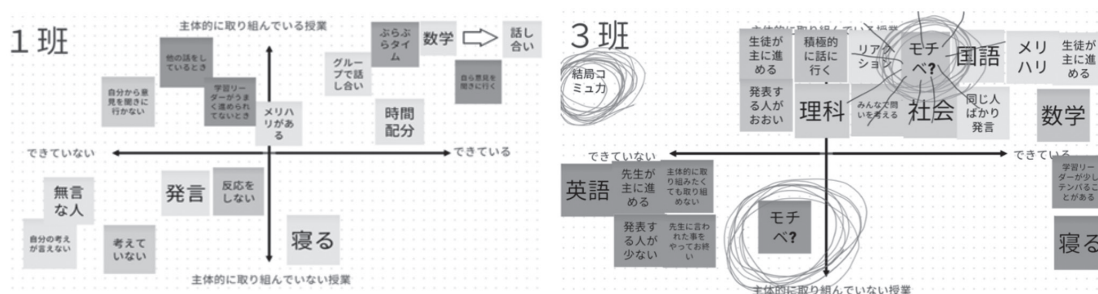 1班
主体的に取り組んでいる授業
ぶらぶ
らタイ
ム
数学
話し
合い
他の話をし
ているとき
グルー
プで話
し合い
自ら意見を
聞きに行く
自分から意
見を聞きに
行かない
学習リー
ダーがうま
く進められ
てないとき
メリハ
リがあ
る
時間
配分
できていない
できている
無言
な人
発言
反応を
しない
自分の考え
が言えない
考えて
いない
寝る
主体的に取り組んでいない授業
3班
主体的に取り組んでいる授業
結局コ
ミュ力
生徒が
主に進
める
積極的
に話に
行く
リアク
ション
モチ
ベ?
国語
メリ
ハリ
生徒が
主に進
める
発表す
る人が
おおい
理科
みんなで問
いを考える
社会
同じ人
ばかり
発言
数学
できていない
できている
英語
先生が
主に進
める
主体的に取
り組みたく
ても取り組
めない
学習リー
ダーが少し
テンパるこ
とがある
発表す
る人が
少ない
先生に言わ
れた事を
やってお終
い
モチ
ベ?
寝る
主体的に取り組んでいない授業